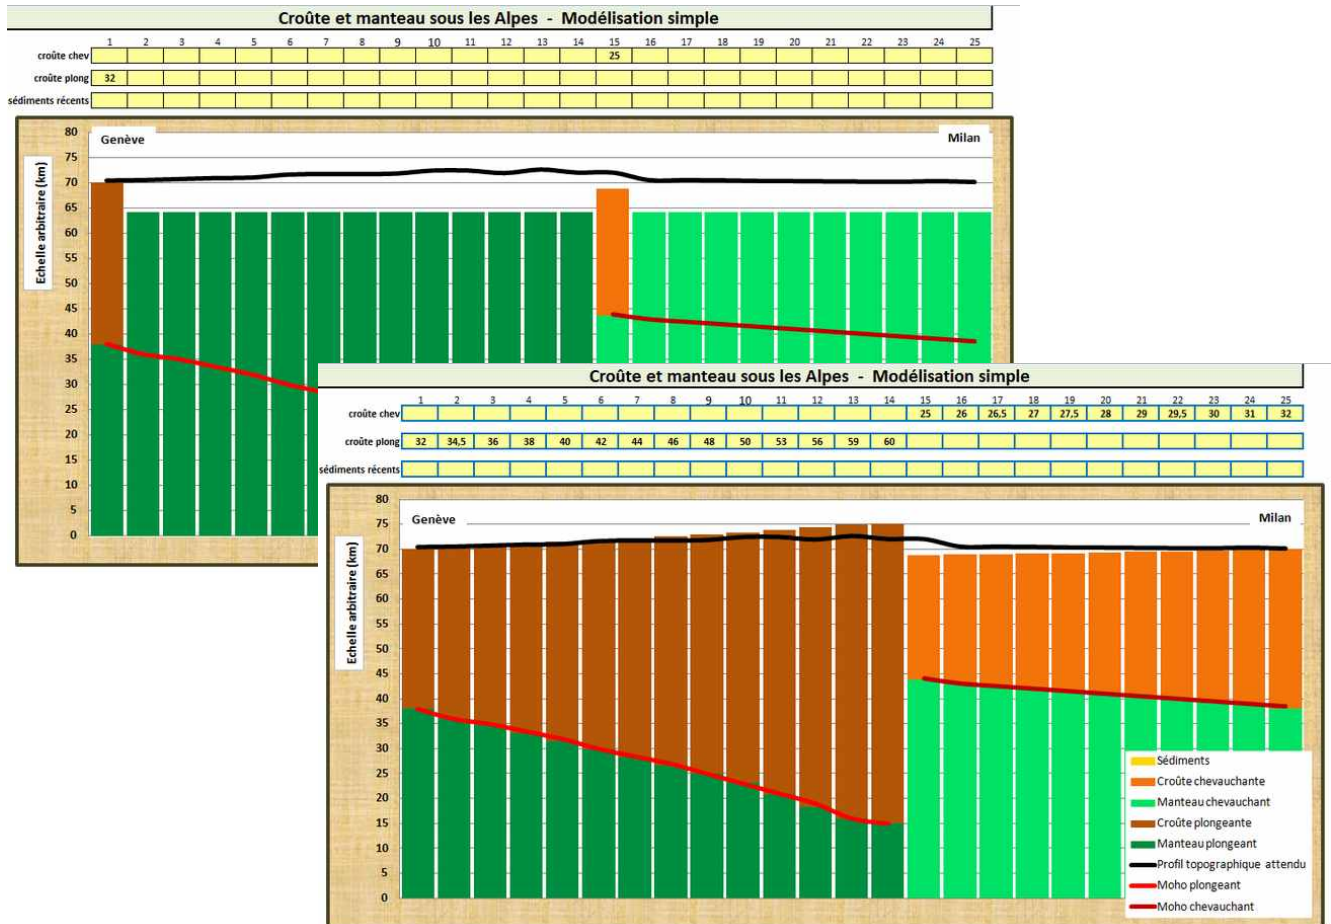 Croûte et manteau sous les Alpes - Modélisation simple
1 2 3 4 5 6 7 8 9 10 11 12 13 14 15 16 17 18 19 20 21 22 23 24 25
croûte chev 25
croûte plong 32
sédiments récents
80
Genève Milan
75
70
65
60
55
50
45
40
35
30
25
20
15
10
5
0
Echelle arbitraire (km)
Croûte et manteau sous les Alpes - Modélisation simple
1 2 3 4 5 6 7 8 9 10 11 12 13 14 15 16 17 18 19 20 21 22 23 24 25
croûte chev 25 26 26,5 27 27,5 28 29 29,5 30 31 32
croûte plong 32 34,5 36 38 40 42 44 46 48 50 53 56 59 60
sédiments récents
80
Genève Milan
75
70
65
60
55
50
45
40
35
30
25
20
15
10
5
0
Echelle arbitraire (km)
Sédiments
Croûte chevauchante
Manteau chevauchant
Croûte plongeante
Manteau plongeant
Profil topographique attendu
Moho plongeant
Moho chevauchant